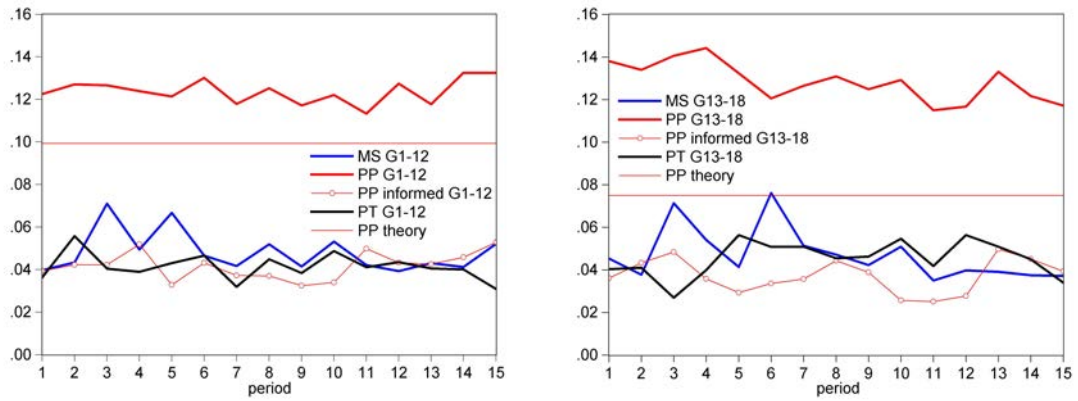 .16
.14
.12
.10
.08
.06
.04
.02
.00
MS G1-12
PP G1-12
PP informed G1-12
PT G1-12
PP theory
1 2 3 4 5 6 7 8 9 10 11 12 13 14 15
period
.16
.14
.12
.10
.08
.06
.04
.02
.00
MS G13-18
PP G13-18
PP informed G13-18
PT G13-18
PP theory
1 2 3 4 5 6 7 8 9 10 11 12 13 14 15
period